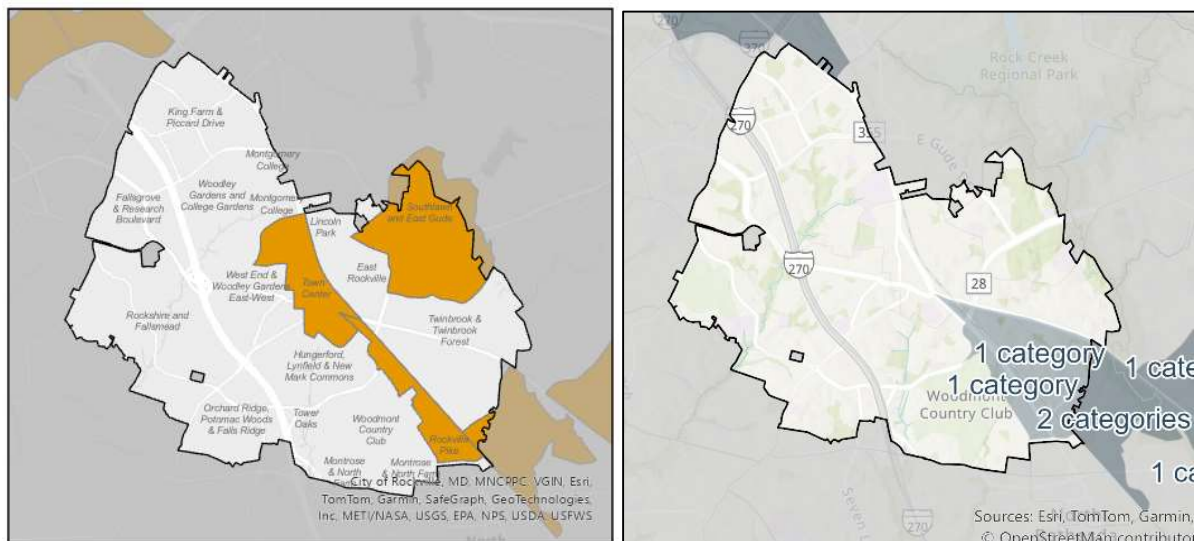 King Farm &
Piccard Drive
Montgomery
College
Woodley
Gardens and
College Gardens
Montgomery
College
Fallsgrove
& Research
Boulevard
Lincoln
Park
Southlawn
and East Gude
East
Rockville
West End &
Woodley Gardens
East-West
Town
Center
Rockshire and
Fallsmead
Twinbrook &
Twinbrook
Forest
Hungerford,
Lynfield & New
Mark Commons
Orchard Ridge,
Potomac Woods
& Falls Ridge
Tower
Oaks
Woodmont
Country
Club
Rockville
Pike
Montrose
& North
Montrose
& North Farm
City of Rockville, MD, MNCPPC, VGIN, Esri,
TomTom, Garmin, SafeGraph, GeoTechnologies,
Inc, METI/NASA, USGS, EPA, NPS, USDA, USFWS
North
270
370
Rock Creek
Regional Park
270
355
E Gude
270
28
1 category
1 cate
1 category
Woodmont
Country Club
2 categories
1 ca
Seven L
North
Sources: Esri, TomTom, Garmin,
© OpenStreetMap contributor